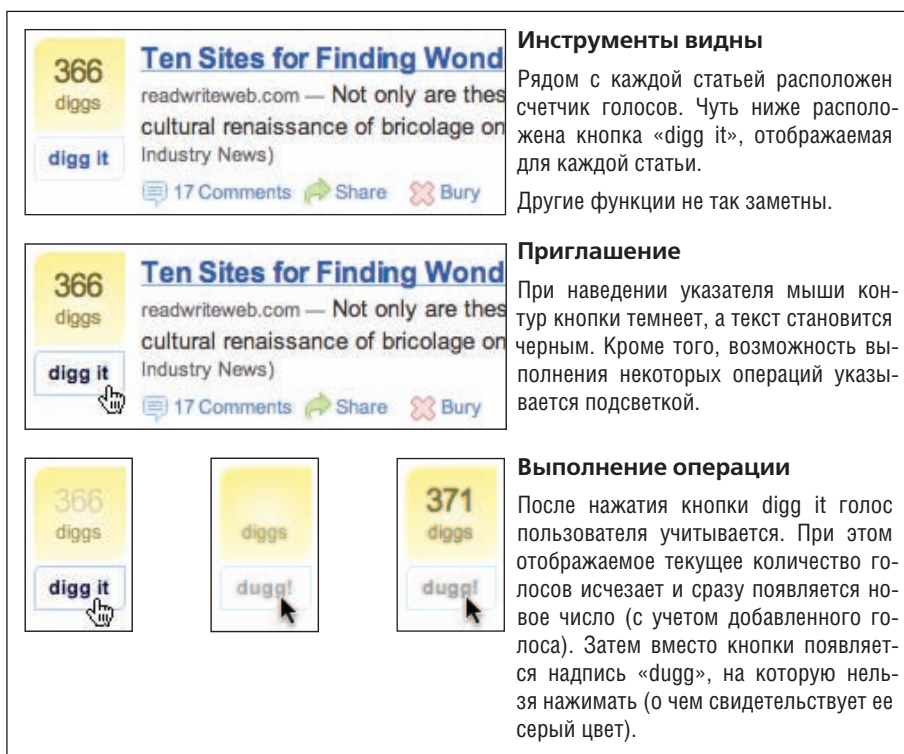 366
diggs
digg it
Ten Sites for Finding Wond
readwriteweb.com — Not only are thes
cultural renaissance of bricolage on
Industry News)
17 Comments Share Bury
Инструменты видны
Рядом с каждой статьей расположен
счетчик голосов. Чуть ниже располо-
жена кнопка «digg it», отображаемая
для каждой статьи.
Другие функции не так заметны.
366
diggs
digg it
Ten Sites for Finding Wond
readwriteweb.com — Not only are thes
cultural renaissance of bricolage on
Industry News)
17 Comments Share Bury
Приглашение
При наведении указателя мыши кон-
тур кнопки темнеет, а текст становится
черным. Кроме того, возможность вы-
полнения некоторых операций указы-
вается подсветкой.
366
diggs
digg it
diggs
dugg!
371
diggs
dugg!
Выполнение операции
После нажатия кнопки digg it голос
пользователя учитывается. При этом
отображаемое текущее количество го-
лосов исчезает и сразу появляется но-
вое число (с учетом добавленного го-
лоса). Затем вместо кнопки появляет-
ся надпись «dugg», на которую нель-
зя нажимать (о чем свидетельствует ее
серый цвет).